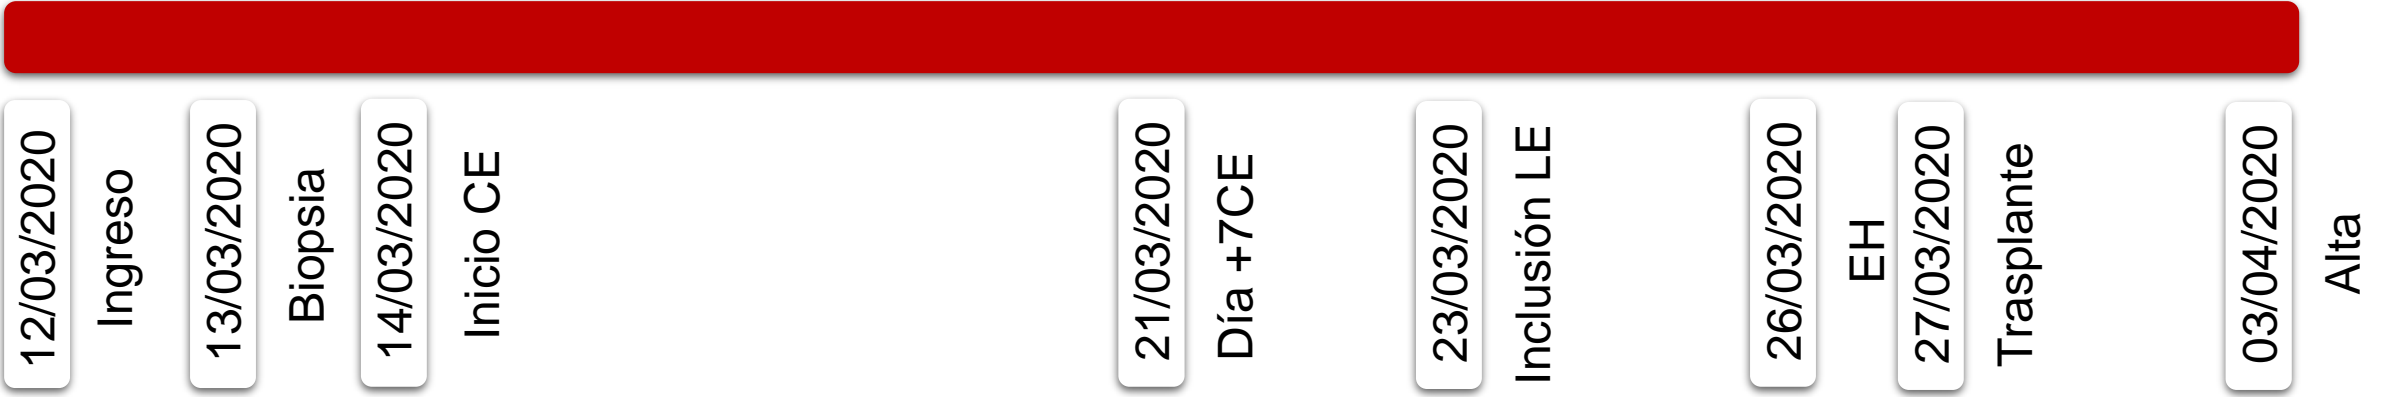 12/03/2020
Ingreso
13/03/2020
Biopsia
14/03/2020
Inicio CE
21/03/2020
Día +7CE
23/03/2020
Inclusión LE
26/03/2020
EH
27/03/2020
Trasplante
03/04/2020
Alta